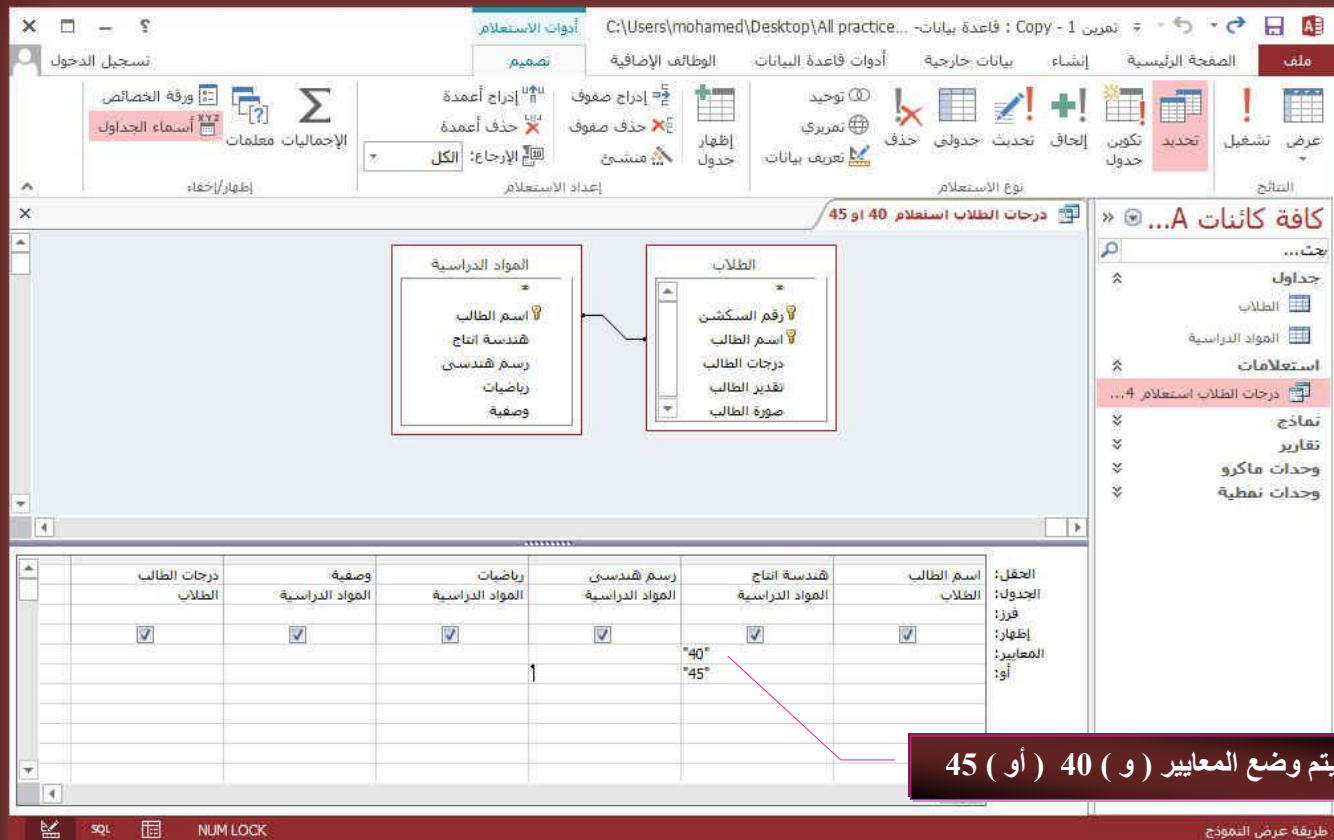 تمرين 1 - Copy : قاعدة بيانات- C:\Users\mohamed\Desktop\All practice...
أدوات الاستعلام
؟
ملف
الصفحة الرئيسية
إنشاء
بيانات خارجية
أدوات قاعدة البيانات
الوظائف الإضافية
تصميم
تسجيل الدخول
عرض
تشغيل
تحديد
تكوين جدول
إلحاق
تحديث
جدولى
حذف
توحيد
تمريري
تعريف بيانات
إظهار جدول
إدراج صفوف
حذف صفوف
منشئ
إدراج أعمدة
حذف أعمدة
الإرجاع: الكل
الإجماليات
معلمات
ورقة الخصائص
أسماء الجداول
النتائج
نوع الاستعلام
إعداد الاستعلام
إظهار/إخفاء
كافة كائنات A...
بحث...
جداول
الطلاب
المواد الدراسية
استعلامات
درجات الطلاب استعلام 4...
نماذج
تقارير
وحدات ماكرو
وحدات نمطية
درجات الطلاب استعلام 40 او 45
الطلاب
*
رقم السكشن
اسم الطالب
درجات الطالب
تقدير الطالب
صورة الطالب
المواد الدراسية
*
اسم الطالب
هندسة انتاج
رسم هندسى
رياضيات
وصفية
الحقل: اسم الطالب هندسة انتاج رسم هندسى رياضيات وصفية درجات الطالب
الجدول: الطلاب المواد الدراسية المواد الدراسية المواد الدراسية المواد الدراسية الطلاب
فرز:
إظهار:
المعايير: "40"
أو: "45"
يتم وضع المعايير ( و ) 40 ( أو ) 45
طريقة عرض النموذج
NUM LOCK
SQL